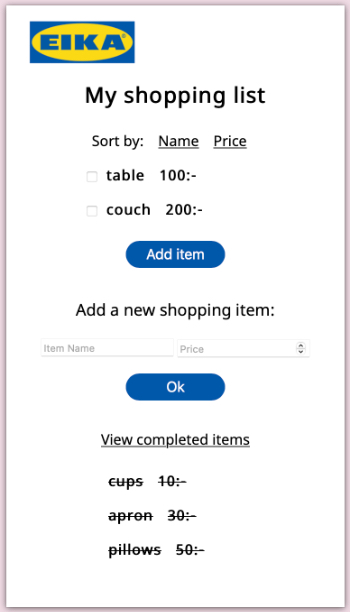 EIKA
My shopping list
Sort by: Name Price
table 100:-
couch 200:-
Add item
Add a new shopping item:
Item Name Price
Ok
View completed items
cups 10:-
apron 30:-
pillows 50:-